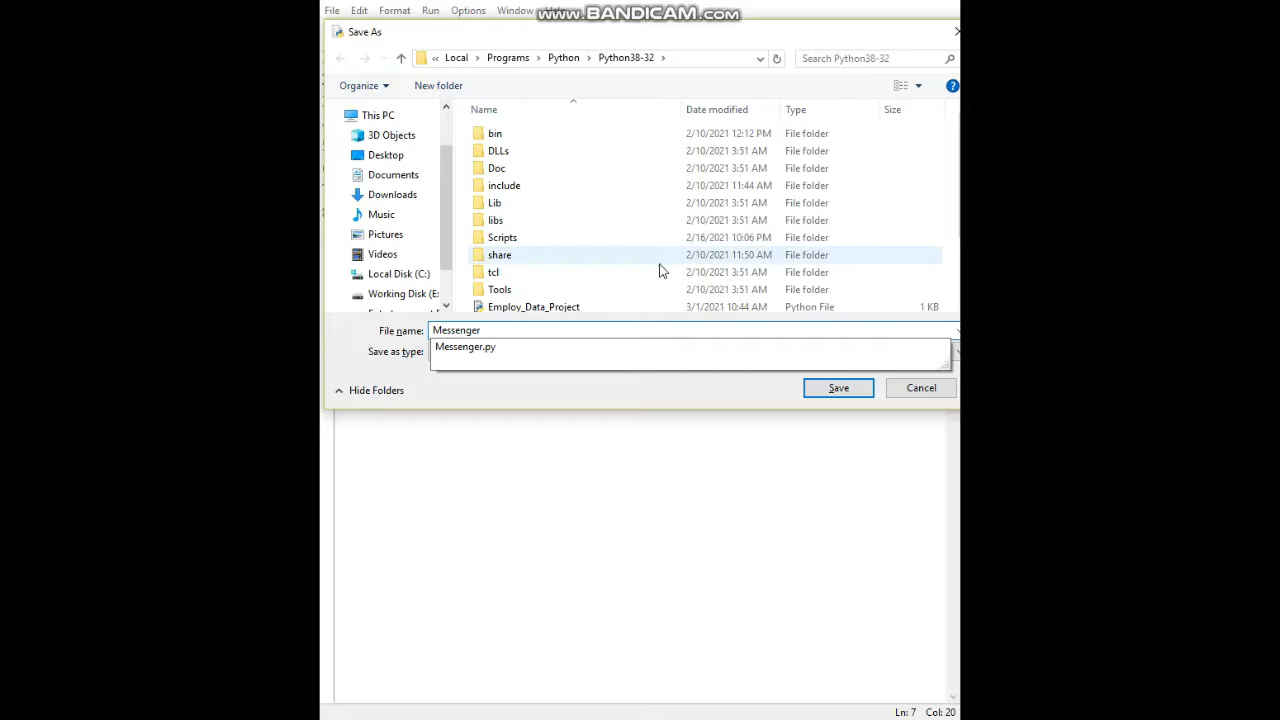 File Edit Format Run Options Window Help
www.BANDICAM.com
Save As
« Local > Programs > Python > Python38-32 >
Search Python38-32
Organize New folder
Name Date modified Type Size
This PC
3D Objects
Desktop
Documents
Downloads
Music
Pictures
Videos
Local Disk (C:)
Working Disk (E:
bin 2/10/2021 12:12 PM File folder
DLLs 2/10/2021 3:51 AM File folder
Doc 2/10/2021 3:51 AM File folder
include 2/10/2021 11:44 AM File folder
Lib 2/10/2021 3:51 AM File folder
libs 2/10/2021 3:51 AM File folder
Scripts 2/16/2021 10:06 PM File folder
share 2/10/2021 11:50 AM File folder
tcl 2/10/2021 3:51 AM File folder
Tools 2/10/2021 3:51 AM File folder
Employ_Data_Project 3/1/2021 10:44 AM Python File 1 KB
File name: Messenger
Messenger.py
Save as type:
Hide Folders
Save Cancel
Ln: 7 Col: 20